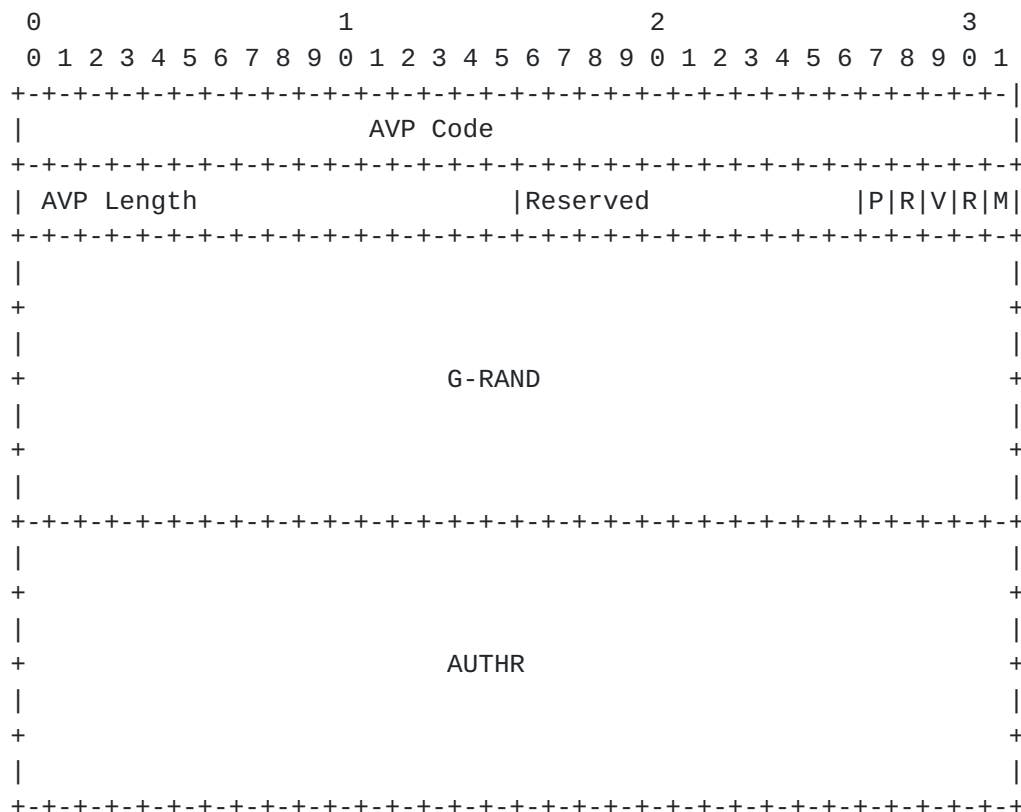 0                   1                   2                   3
 0 1 2 3 4 5 6 7 8 9 0 1 2 3 4 5 6 7 8 9 0 1 2 3 4 5 6 7 8 9 0 1
+-+-+-+-+-+-+-+-+-+-+-+-+-+-+-+-+-+-+-+-+-+-+-+-+-+-+-+-+-+-+-+-|
|                      AVP Code                                 |
+-+-+-+-+-+-+-+-+-+-+-+-+-+-+-+-+-+-+-+-+-+-+-+-+-+-+-+-+-+-+-+-+
| AVP Length                    |Reserved             |P|R|V|R|M|
+-+-+-+-+-+-+-+-+-+-+-+-+-+-+-+-+-+-+-+-+-+-+-+-+-+-+-+-+-+-+-+-+
|                                                               |
+                                                               +
|                                                               |
+                           G-RAND                              +
|                                                               |
+                                                               +
|                                                               |
+-+-+-+-+-+-+-+-+-+-+-+-+-+-+-+-+-+-+-+-+-+-+-+-+-+-+-+-+-+-+-+-+
|                                                               |
+                                                               +
|                                                               |
+                           AUTHR                               +
|                                                               |
+                                                               +
|                                                               |
+-+-+-+-+-+-+-+-+-+-+-+-+-+-+-+-+-+-+-+-+-+-+-+-+-+-+-+-+-+-+-+-+